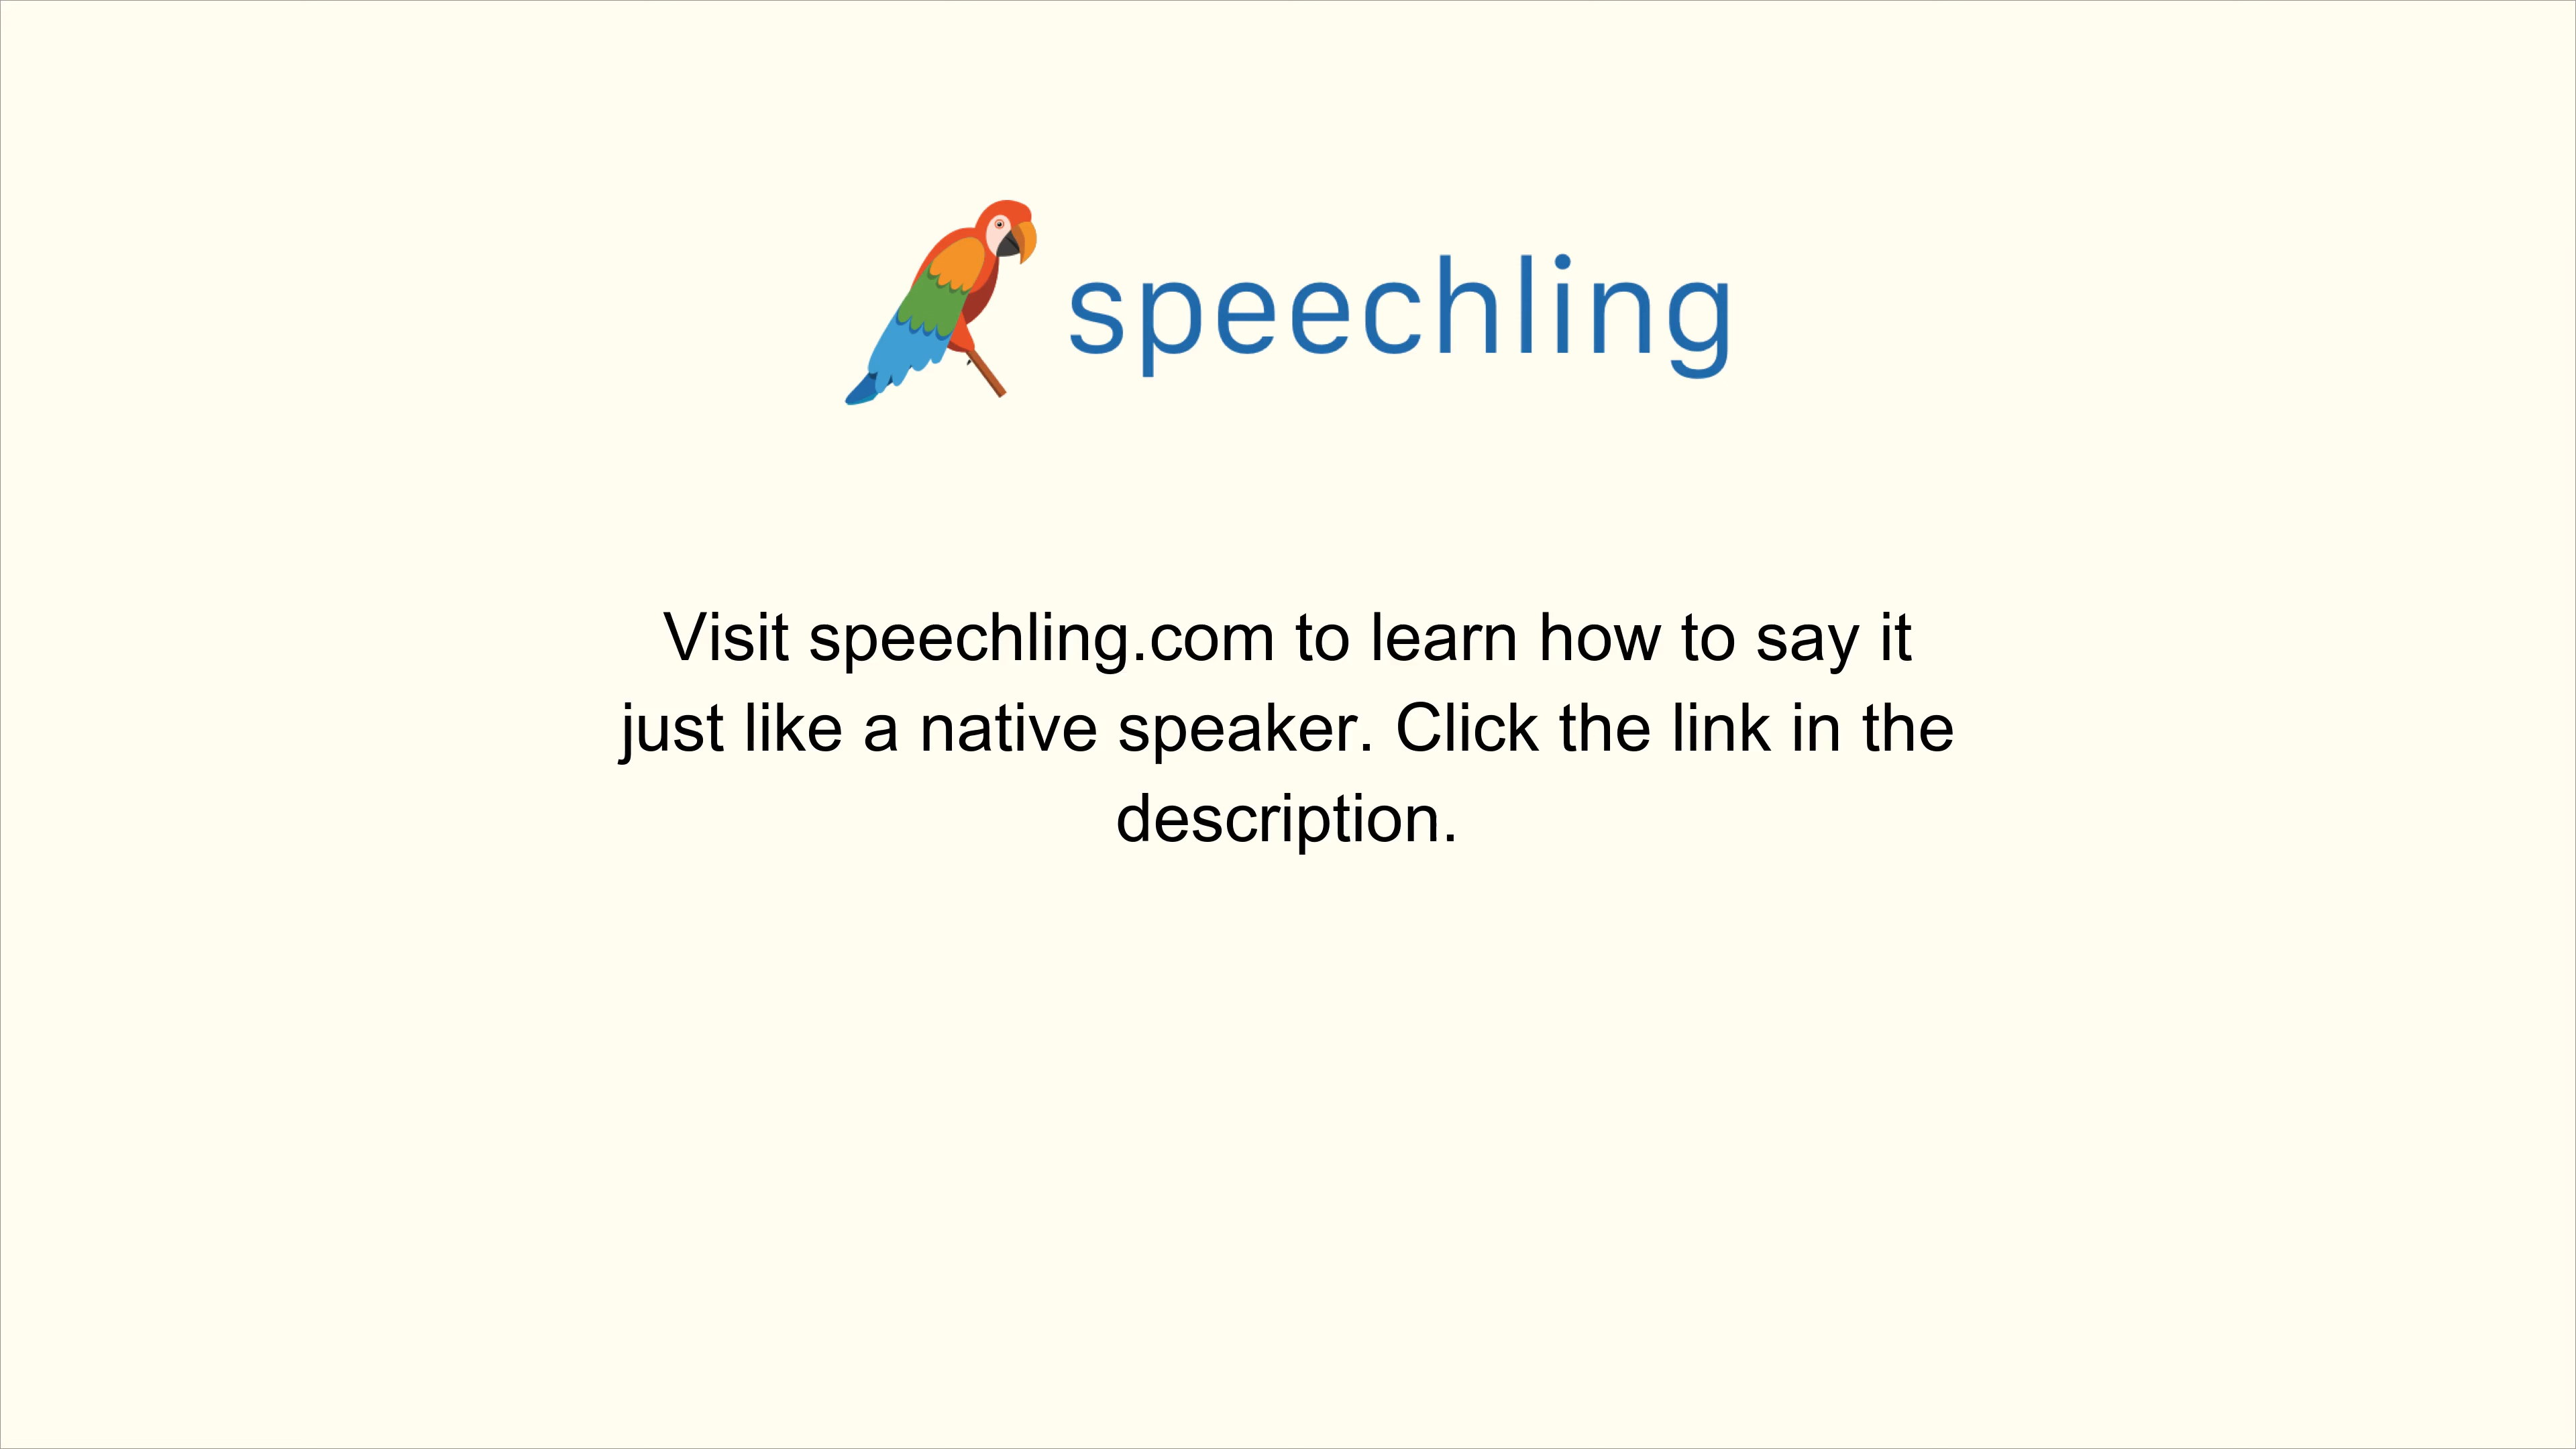 speechling
Visit speechling.com to learn how to say it
just like a native speaker. Click the link in the
description.